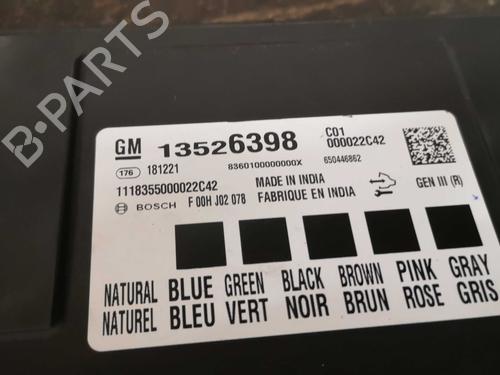 GM 13526398 C01
000022C42
176 181221 8360100000000X 650446862
1118355000022C42 MADE IN INDIA
BOSCH F 00H J02 078 FABRIQUE EN INDIA GEN III (R)
NATURAL BLUE GREEN BLACK BROWN PINK GRAY
NATUREL BLEU VERT NOIR BRUN ROSE GRIS
B-PARTS